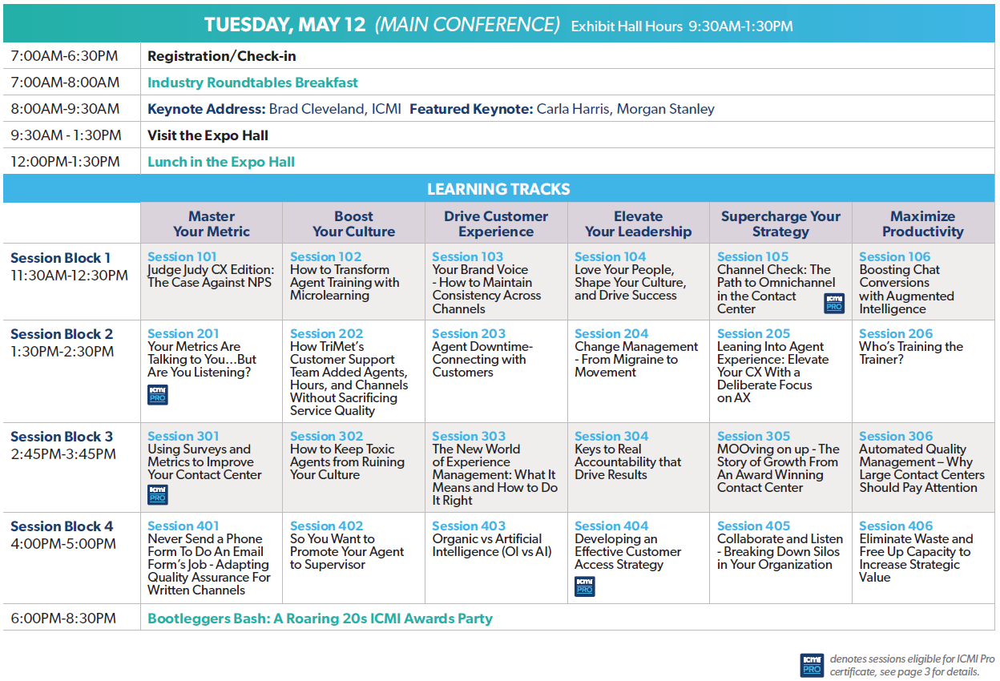 TUESDAY, MAY 12 (MAIN CONFERENCE) Exhibit Hall Hours 9:30AM-1:30PM
7:00AM-6:30PM Registration/Check-in
7:00AM-8:00AM Industry Roundtables Breakfast
8:00AM-9:30AM Keynote Address: Brad Cleveland, ICMI Featured Keynote: Carla Harris, Morgan Stanley
9:30AM - 1:30PM Visit the Expo Hall
12:00PM-1:30PM Lunch in the Expo Hall
LEARNING TRACKS
Master
Your Metric
Boost
Your Culture
Drive Customer
Experience
Elevate
Your Leadership
Supercharge Your
Strategy
Maximize
Productivity
Session Block 1
11:30AM-12:30PM
Session 101
Judge Judy CX Edition:
The Case Against NPS
Session 102
How to Transform
Agent Training with
Microlearning
Session 103
Your Brand Voice
- How to Maintain
Consistency Across
Channels
Session 104
Love Your People,
Shape Your Culture,
and Drive Success
Session 105
Channel Check: The
Path to Omnichannel
in the Contact
Center
ICMI
PRO
Session 106
Boosting Chat
Conversions
with Augmented
Intelligence
Session Block 2
1:30PM-2:30PM
Session 201
Your Metrics Are
Talking to You...But
Are You Listening?
ICMI
PRO
Session 202
How TriMet's
Customer Support
Team Added Agents,
Hours, and Channels
Without Sacrificing
Service Quality
Session 203
Agent Downtime-
Connecting with
Customers
Session 204
Change Management
- From Migraine to
Movement
Session 205
Leaning Into Agent
Experience: Elevate
Your CX With a
Deliberate Focus
on AX
Session 206
Who's Training the
Trainer?
Session Block 3
2:45PM-3:45PM
Session 301
Using Surveys and
Metrics to Improve
Your Contact Center
ICMI
PRO
Session 302
How to Keep Toxic
Agents from Ruining
Your Culture
Session 303
The New World
of Experience
Management: What It
Means and How to Do
It Right
Session 304
Keys to Real
Accountability that
Drive Results
Session 305
MOOving on up - The
Story of Growth From
An Award Winning
Contact Center
Session 306
Automated Quality
Management – Why
Large Contact Centers
Should Pay Attention
Session Block 4
4:00PM-5:00PM
Session 401
Never Send a Phone
Form To Do An Email
Form's Job - Adapting
Quality Assurance For
Written Channels
Session 402
So You Want to
Promote Your Agent
to Supervisor
Session 403
Organic vs Artificial
Intelligence (OI vs AI)
Session 404
Developing an
Effective Customer
Access Strategy
ICMI
PRO
Session 405
Collaborate and Listen
- Breaking Down Silos
in Your Organization
Session 406
Eliminate Waste and
Free Up Capacity to
Increase Strategic
Value
6:00PM-8:30PM Bootleggers Bash: A Roaring 20s ICMI Awards Party
ICMI
PRO
denotes sessions eligible for ICMI Pro
certificate, see page 3 for details.